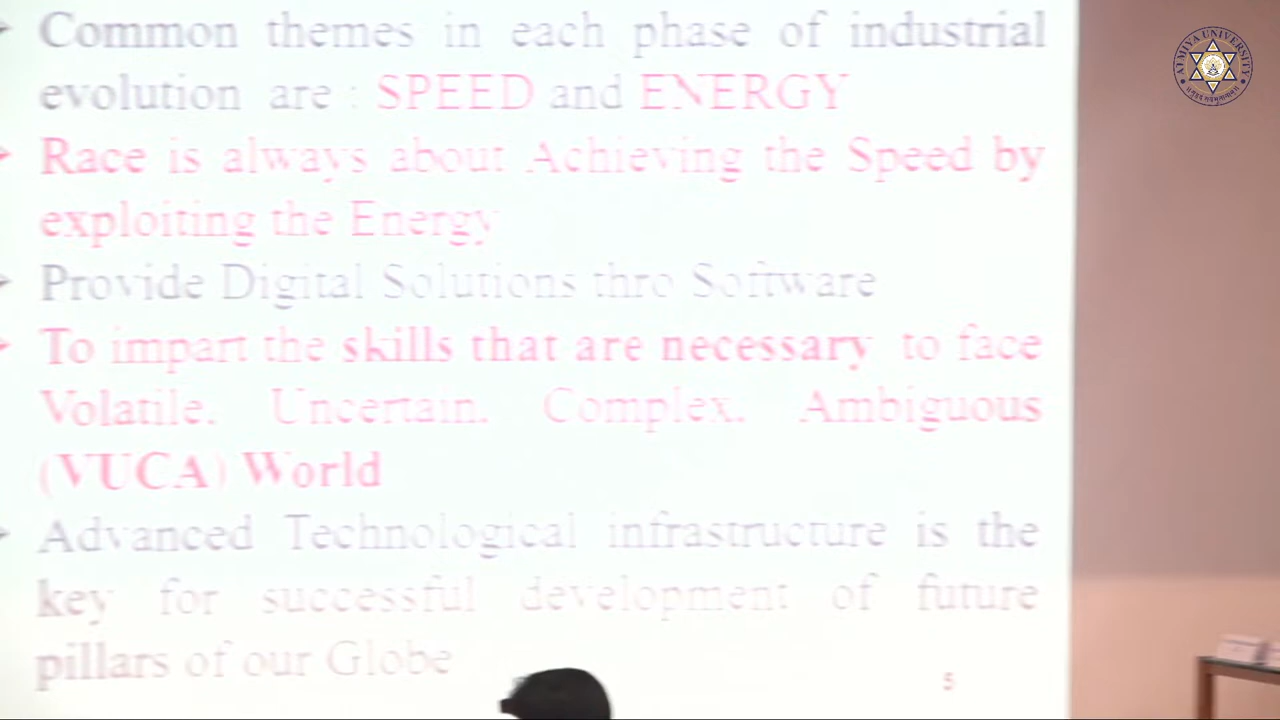 Common themes in each phase of industrial
evolution are : SPEED and ENERGY
Race is always about Achieving the Speed by
exploiting the Energy
Provide Digital Solutions thro Software
To impart the skills that are necessary to face
Volatile, Uncertain, Complex, Ambiguous
(VUCA) World
Advanced Technological infrastructure is the
key for successful development of future
pillars of our Globe
5
ATMIYA UNIVERSITY